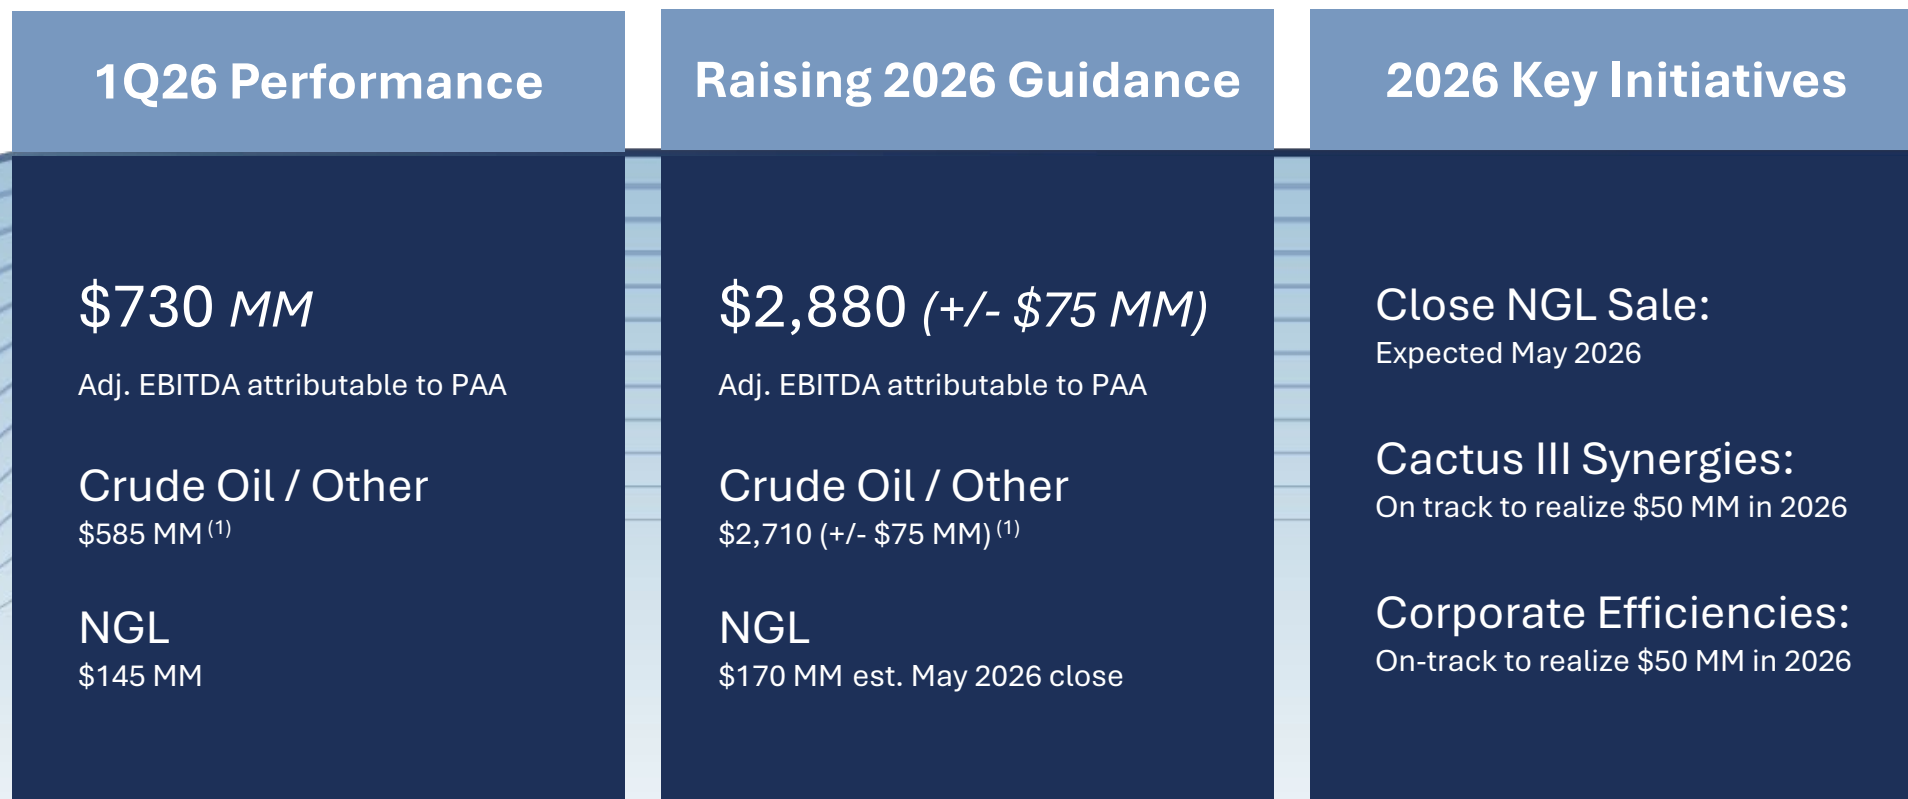 1Q26 Performance
$730 MM
Adj. EBITDA attributable to PAA
Crude Oil / Other
$585 MM (1)
NGL
$145 MM
Raising 2026 Guidance
$2,880 (+/- $75 MM)
Adj. EBITDA attributable to PAA
Crude Oil / Other
$2,710 (+/- $75 MM) (1)
NGL
$170 MM est. May 2026 close
2026 Key Initiatives
Close NGL Sale:
Expected May 2026
Cactus III Synergies:
On track to realize $50 MM in 2026
Corporate Efficiencies:
On-track to realize $50 MM in 2026